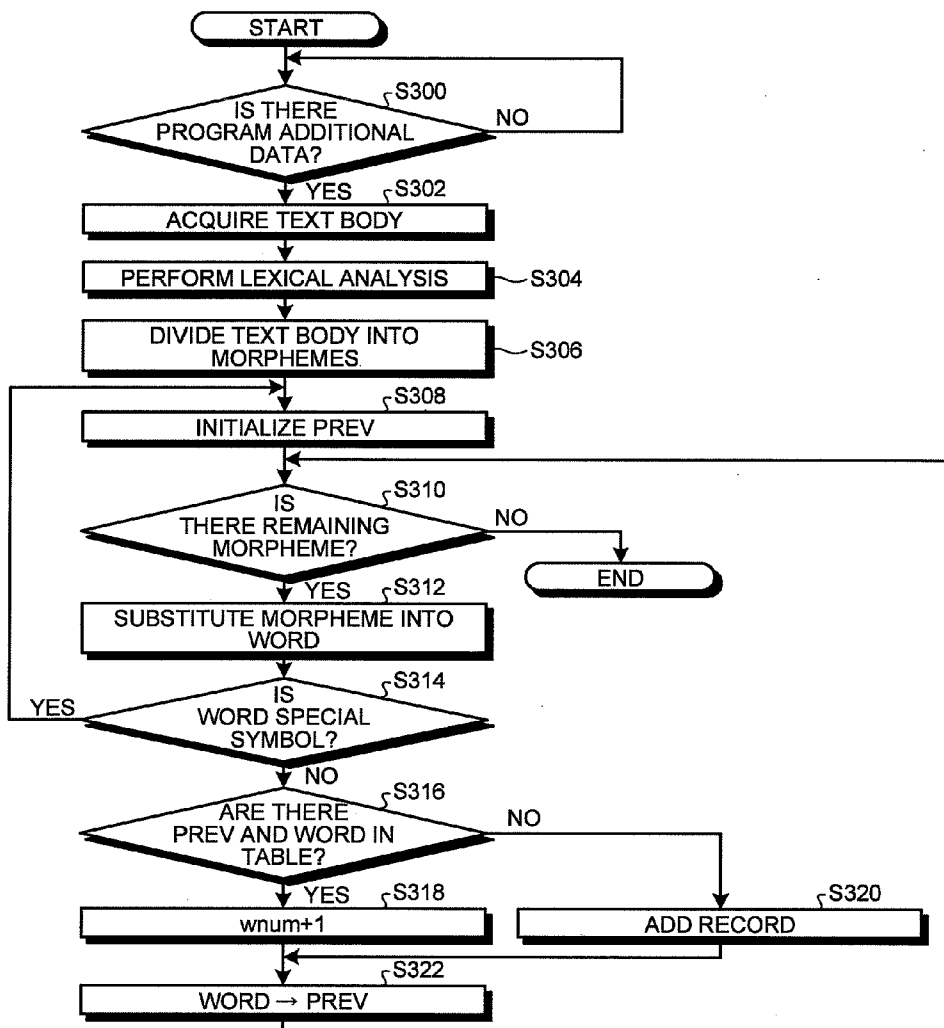 START
S300
IS THERE
PROGRAM ADDITIONAL
DATA?
NO
YES
S302
ACQUIRE TEXT BODY
PERFORM LEXICAL ANALYSIS
S304
DIVIDE TEXT BODY INTO
MORPHEMES
S306
S308
INITIALIZE PREV
S310
IS
THERE REMAINING
MORPHEME?
NO
END
YES
S312
SUBSTITUTE MORPHEME INTO
WORD
S314
IS
WORD SPECIAL
SYMBOL?
YES
NO
S316
ARE THERE
PREV AND WORD IN
TABLE?
NO
YES
S318
wnum+1
S320
ADD RECORD
S322
WORD → PREV